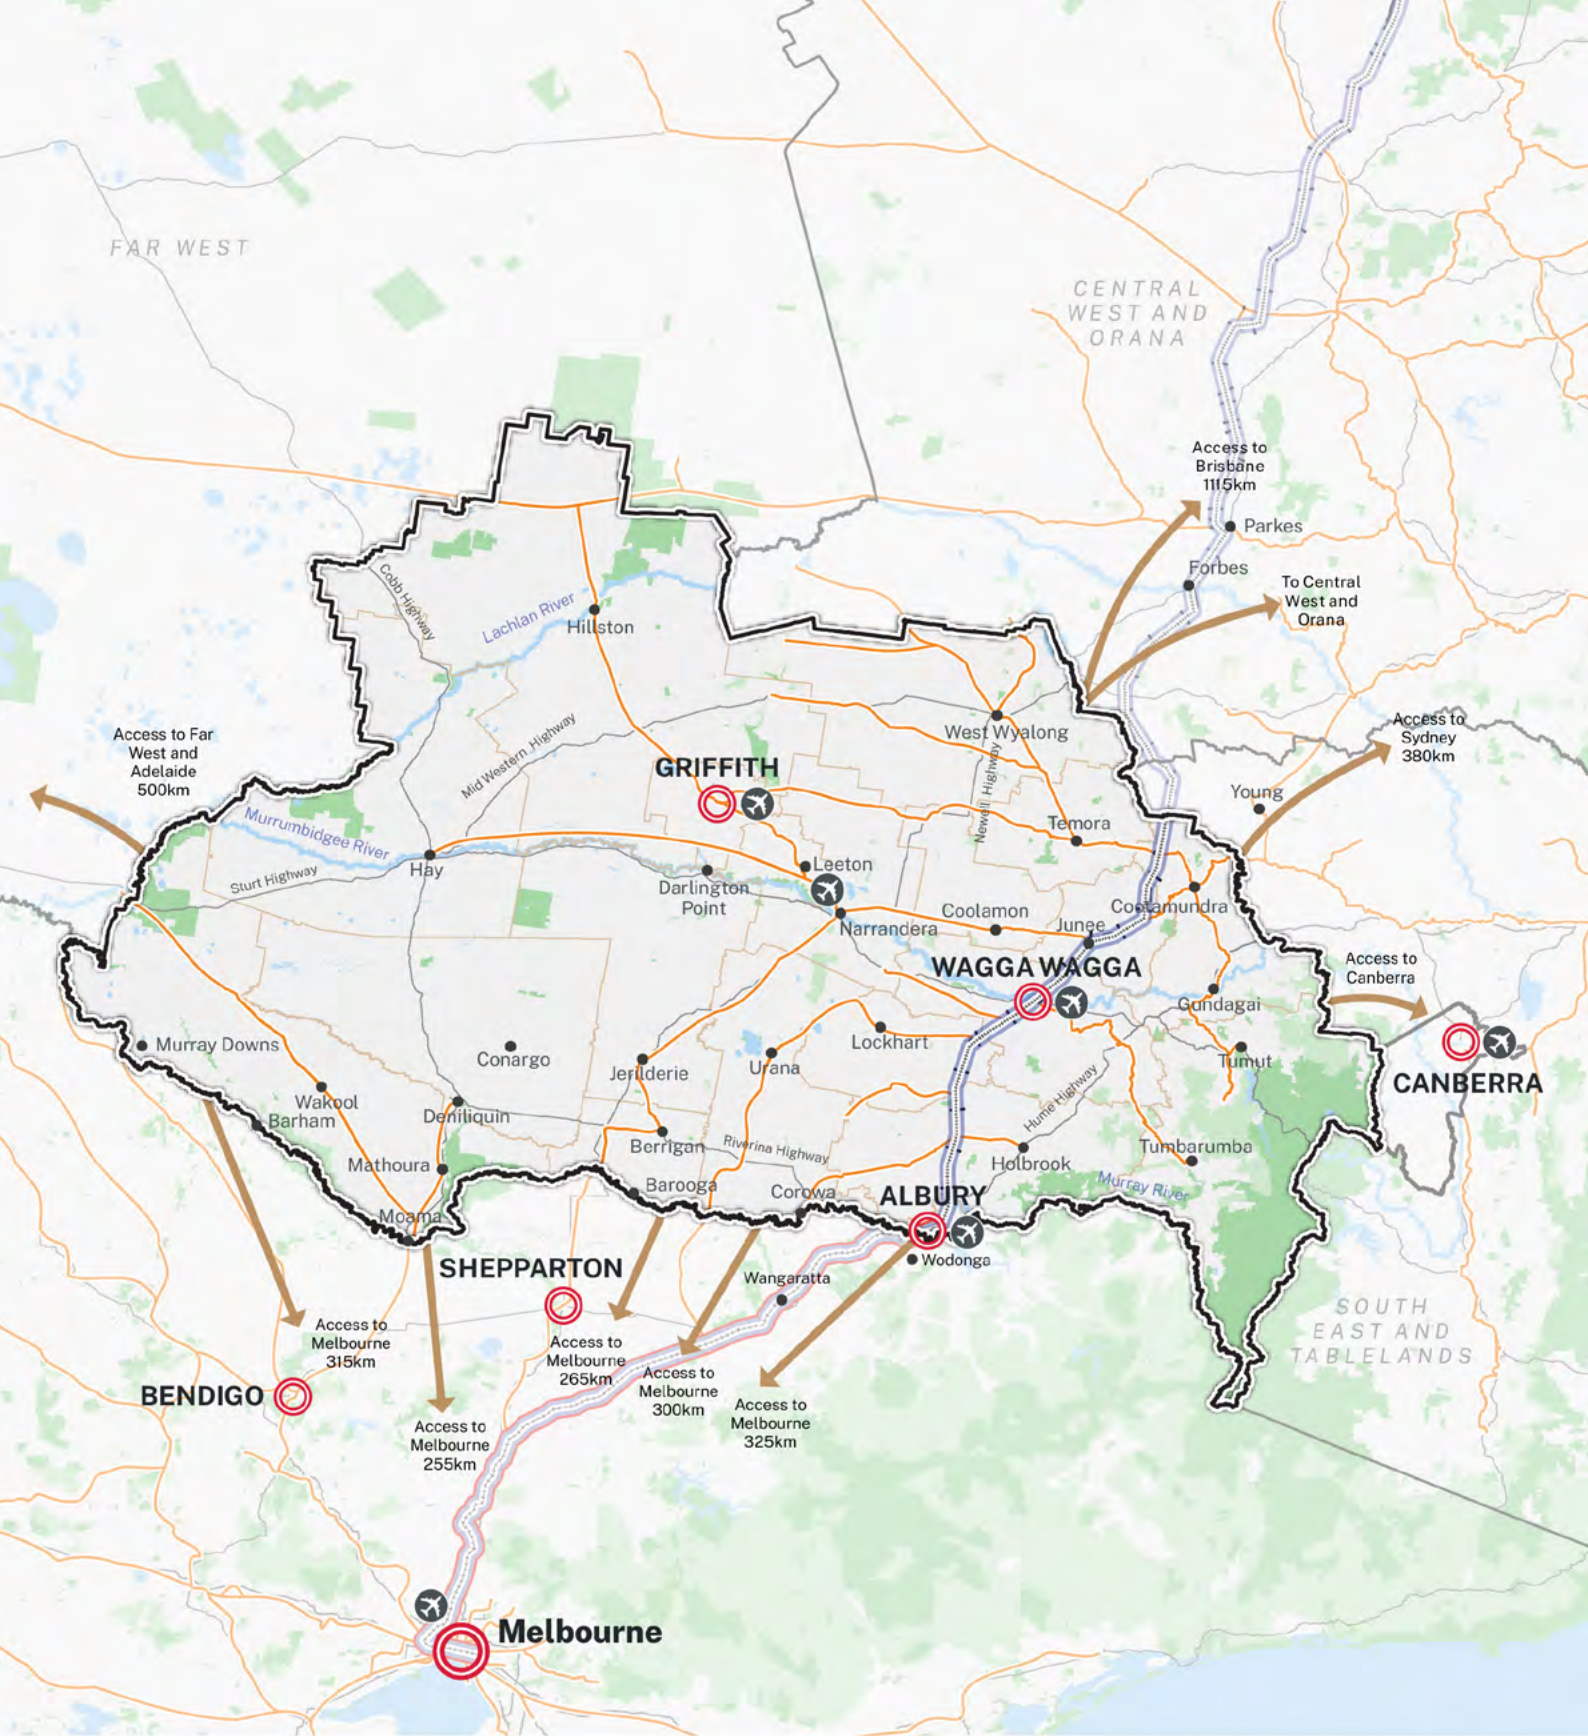 FAR WEST
CENTRAL
WEST AND
ORANA
Access to
Brisbane
1115km
Parkes
Forbes
To Central
West and
Orana
Cobb Highway
Lachlan River
Hillston
Access to Far
West and
Adelaide
500km
Mid Western Highway
West Wyalong
Newell Highway
Access to
Sydney
380km
GRIFFITH
Young
Murrumbidgee River
Temora
Hay
Sturt Highway
Leeton
Darlington
Point
Narrandera
Coolamon
Junee
Cootamundra
WAGGA WAGGA
Access to
Canberra
Gundagai
Murray Downs
Conargo
Jerilderie
Urana
Lockhart
Tumut
CANBERRA
Wakool
Barham
Deniliquin
Hume Highway
Mathoura
Berrigan
Riverina Highway
Holbrook
Tumbarumba
Murray River
Barooga
Corowa
ALBURY
Moama
Wodonga
SHEPPARTON
Wangaratta
Access to
Melbourne
315km
Access to
Melbourne
265km
Access to
Melbourne
300km
Access to
Melbourne
325km
SOUTH
EAST AND
TABLELANDS
BENDIGO
Access to
Melbourne
255km
Melbourne